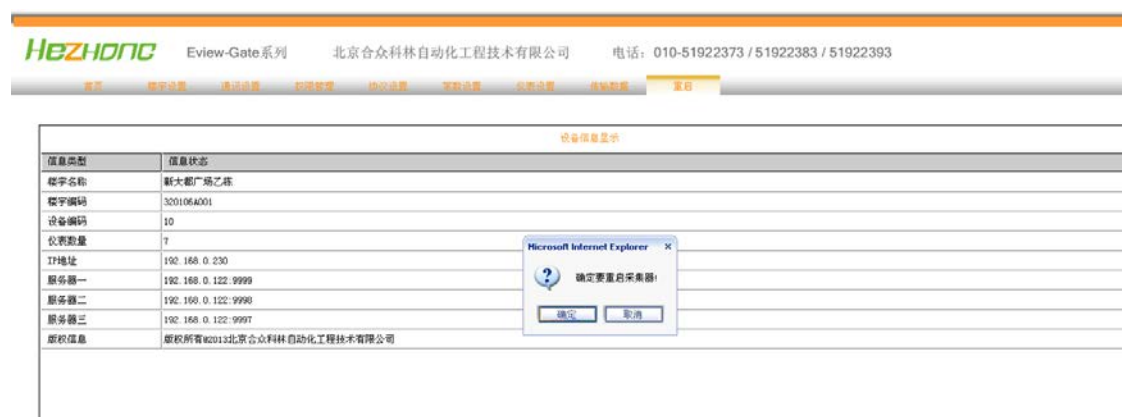 HEZHONG Eview-Gate系列 北京合众科林自动化工程技术有限公司 电话：010-51922373 / 51922383 / 51922393
首页 楼宇设置 通讯设置 权限管理 协议设置 仪表设置 传输数据 重启
设备信息显示
信息类型 信息状态
楼宇名称 新大都广场乙栋
楼宇编码 320106A001
设备编码 10
仪表数量 7
IP地址 192.168.0.230
服务器一 192.168.0.122:9999
服务器二 192.168.0.122:9998
服务器三 192.168.0.122:9997
版权信息 版权所有@2013北京合众科林自动化工程技术有限公司
Microsoft Internet Explorer ×
确定要重启采集器!
确定 取消